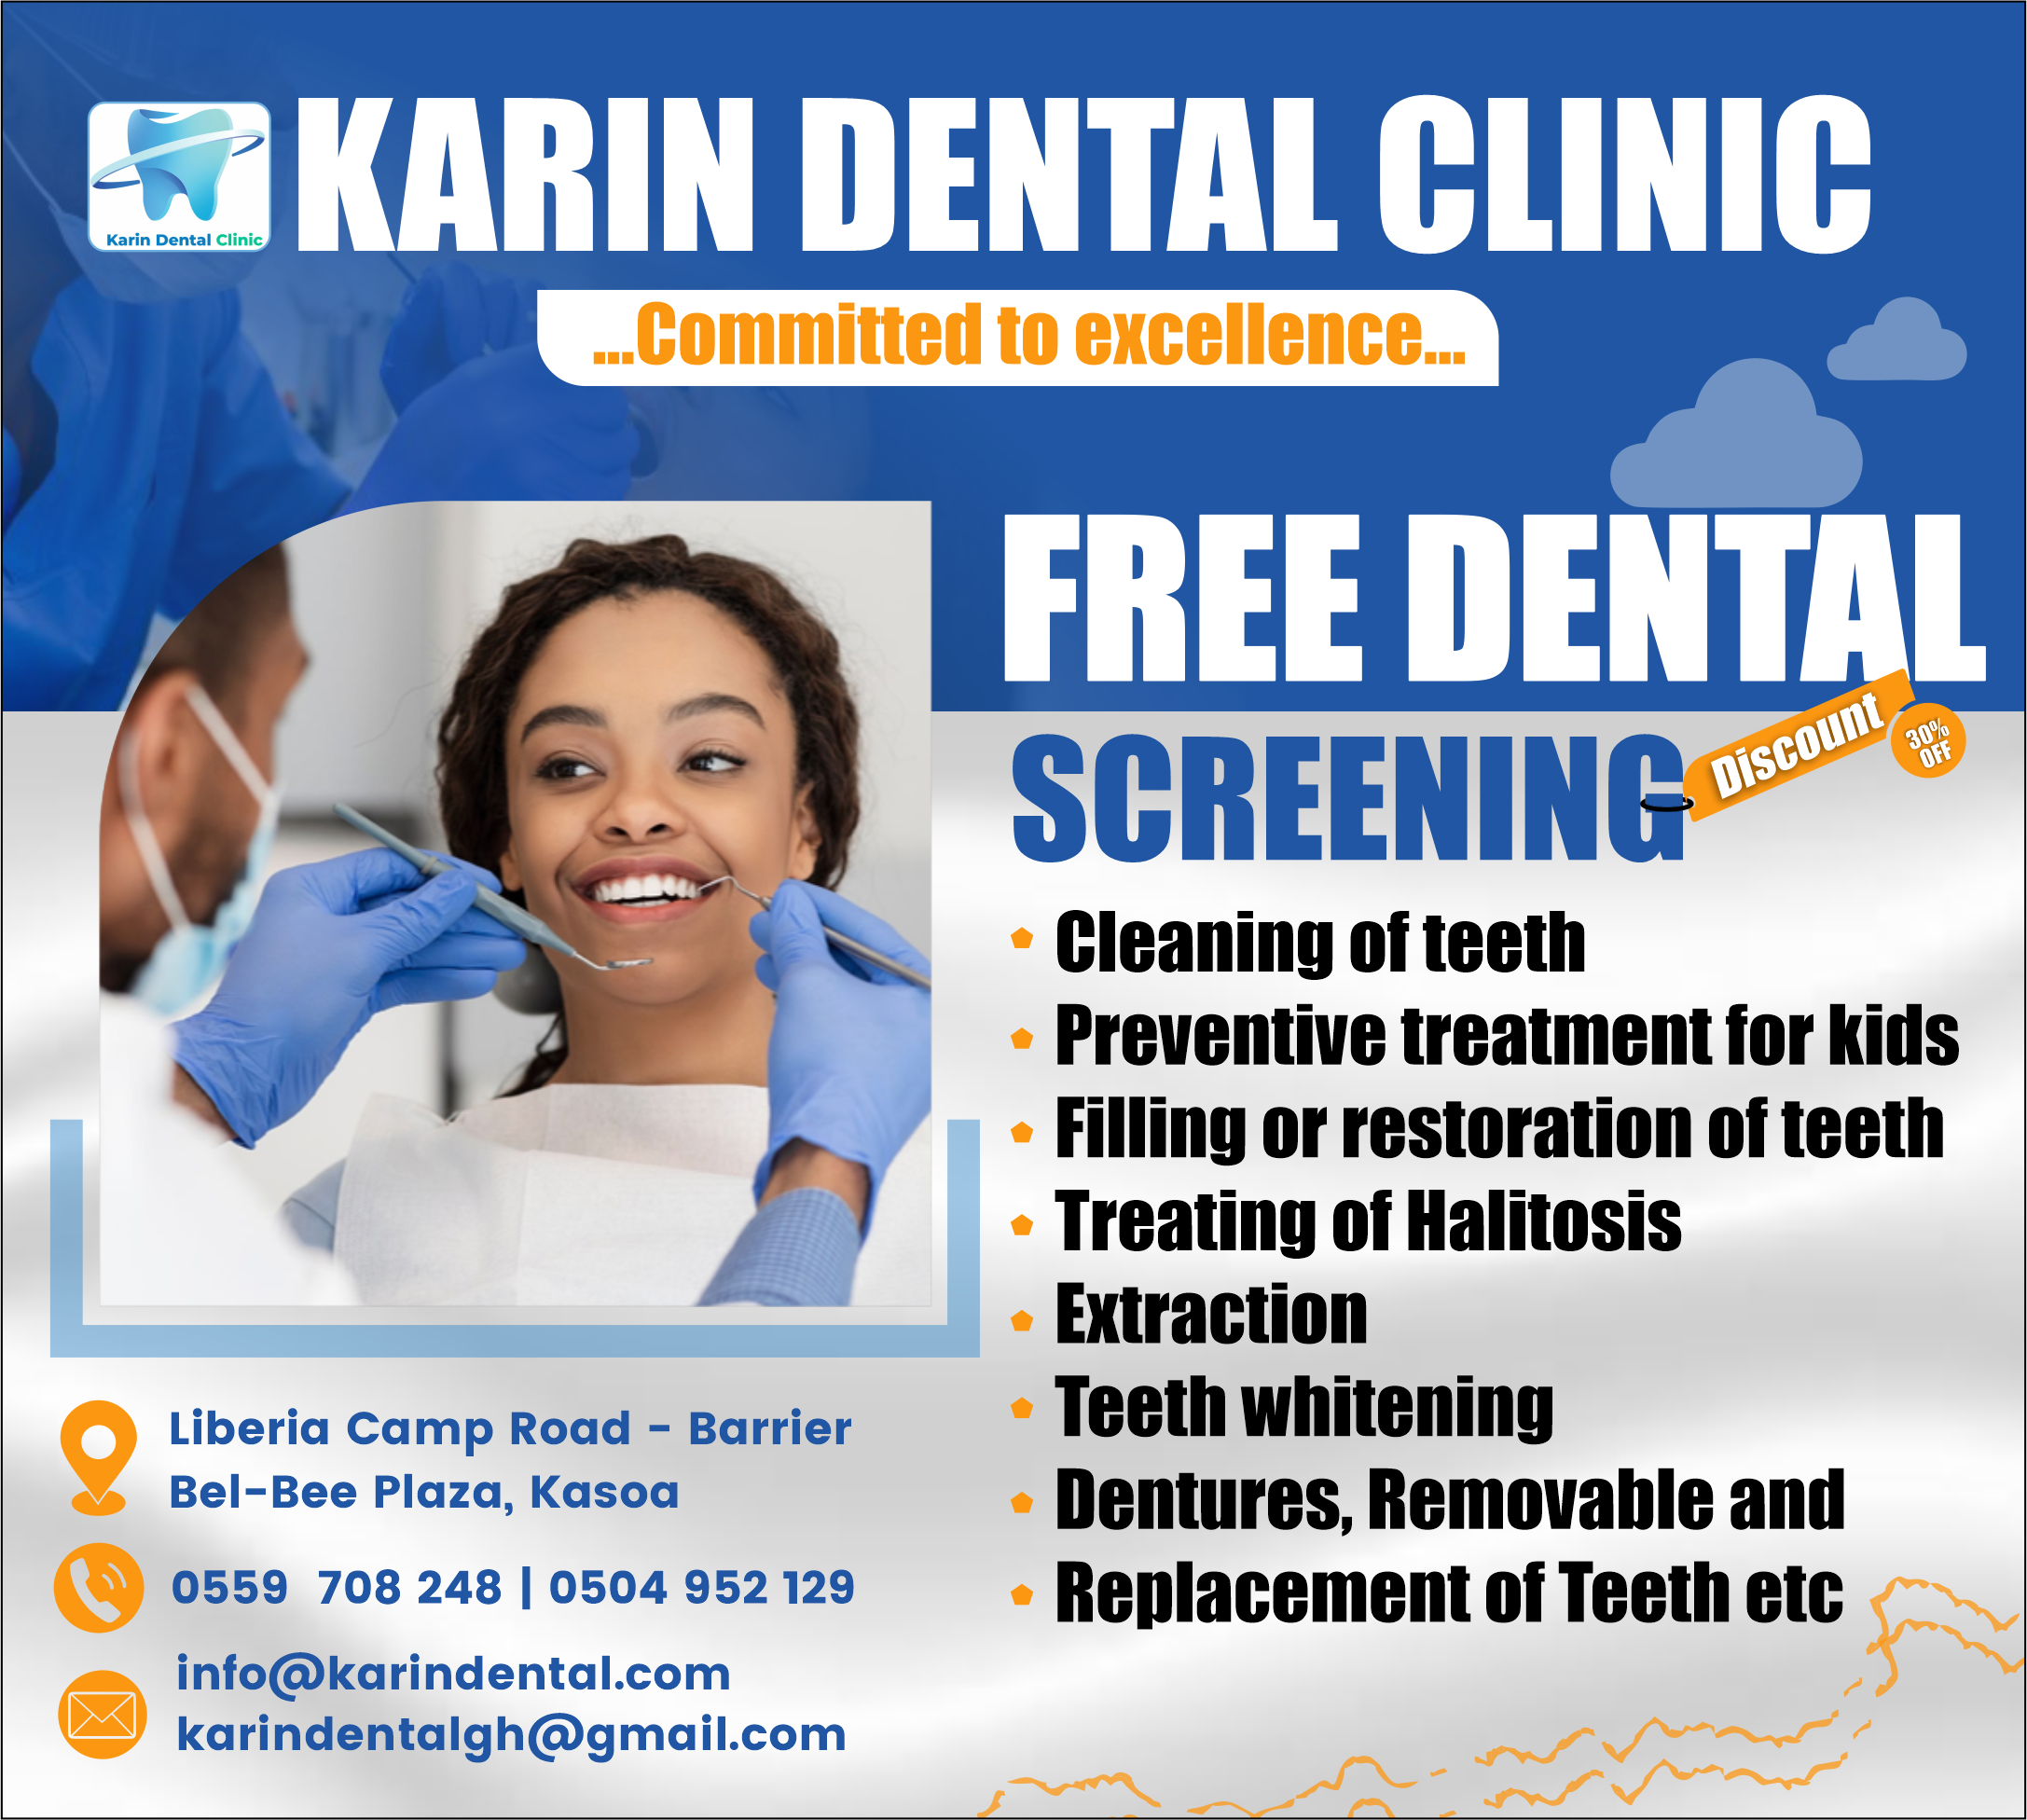 Karin Dental Clinic
KARIN DENTAL CLINIC
...Committed to excellence...
FREE DENTAL
SCREENING
Discount
30%
OFF
Cleaning of teeth
Preventive treatment for kids
Filling or restoration of teeth
Treating of Halitosis
Extraction
Teeth whitening
Dentures, Removable and
Replacement of Teeth etc
Liberia Camp Road - Barrier
Bel-Bee Plaza, Kasoa
0559 708 248 | 0504 952 129
info@karindental.com
karindentalgh@gmail.com